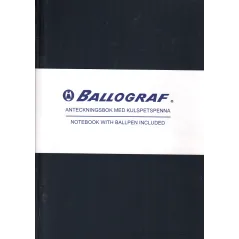 BALLOGRAF®
ANTECKNINGSBOK MED KULSPETSPENNA
NOTEBOOK WITH BALLPEN INCLUDED